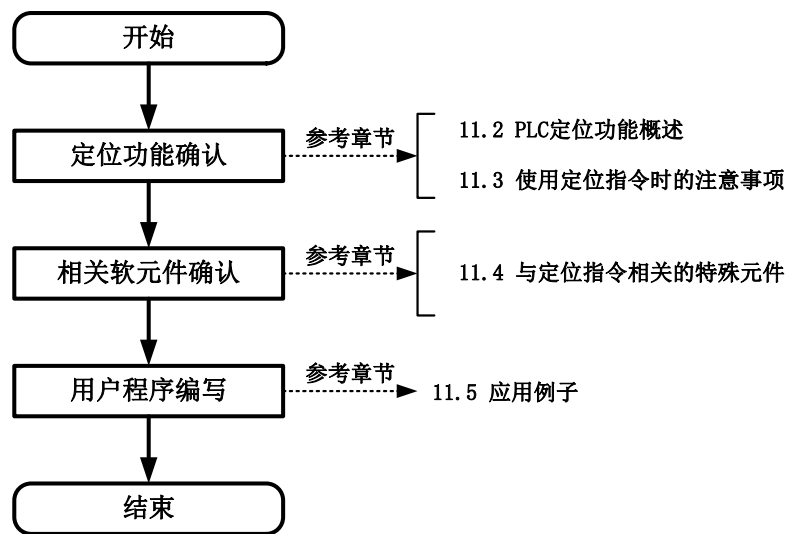 开始
定位功能确认
参考章节
11.2 PLC定位功能概述
11.3 使用定位指令时的注意事项
相关软元件确认
参考章节
11.4 与定位指令相关的特殊元件
用户程序编写
参考章节
11.5 应用例子
结束